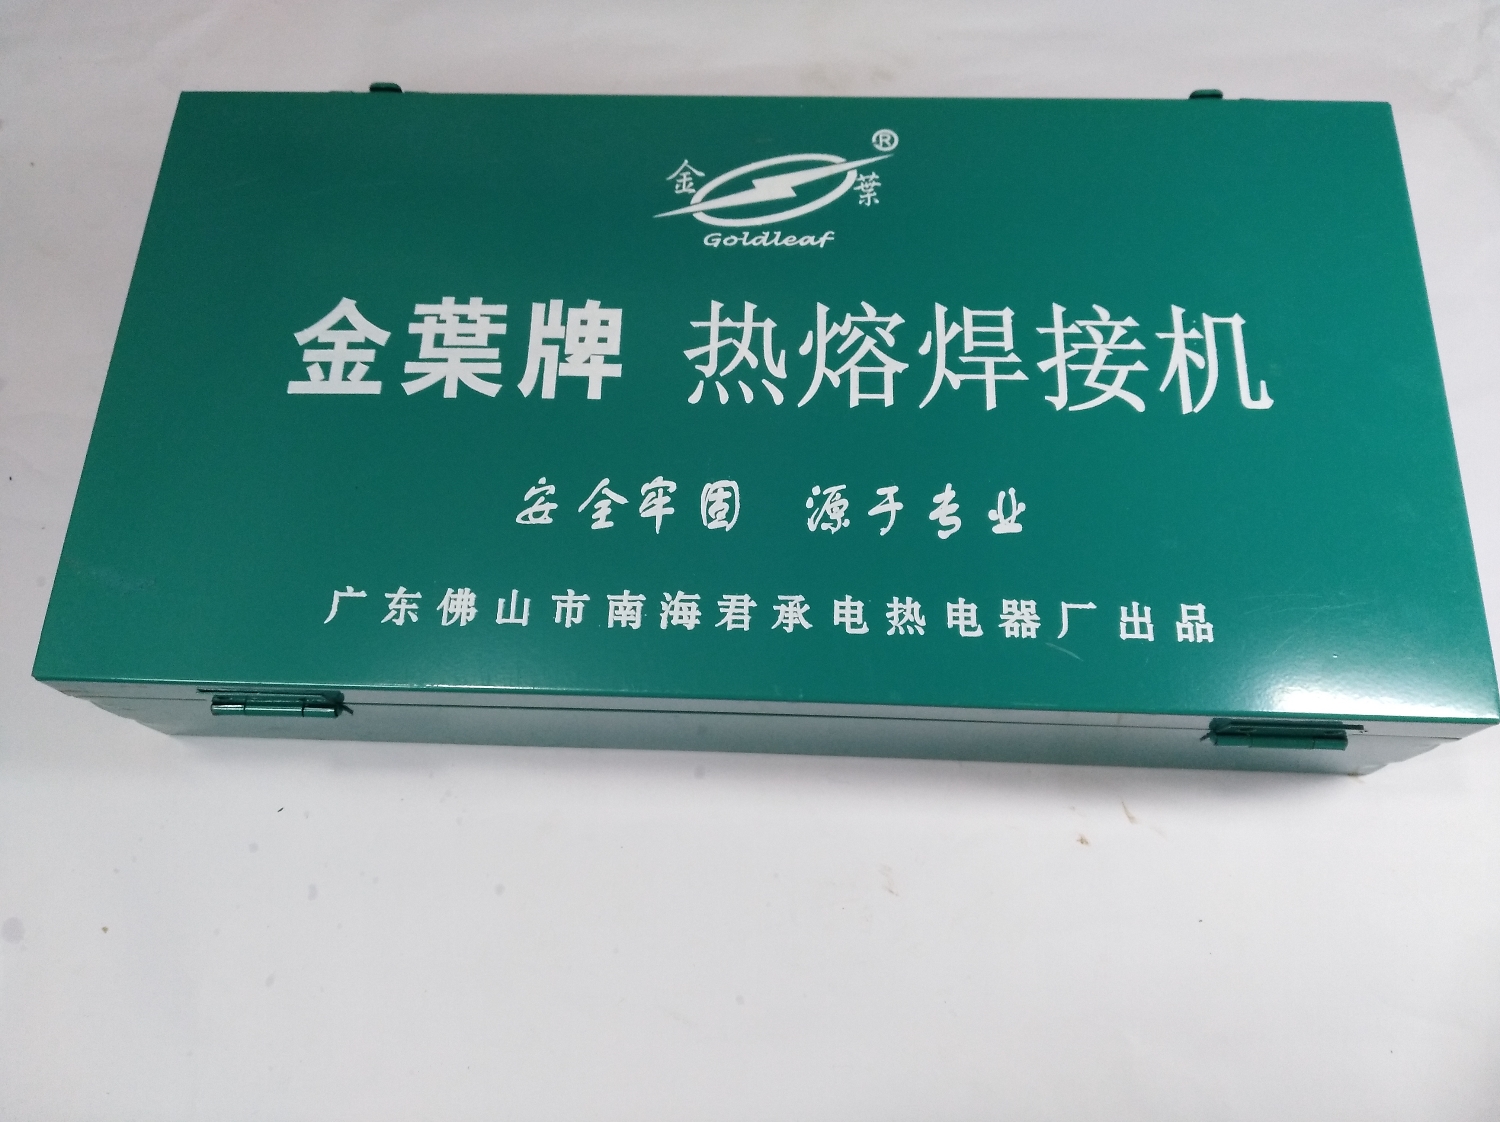 金 葉 ®
Goldleaf
金葉牌 热熔焊接机
安全牢固 源于专业
广东佛山市南海君承电热电器厂出品